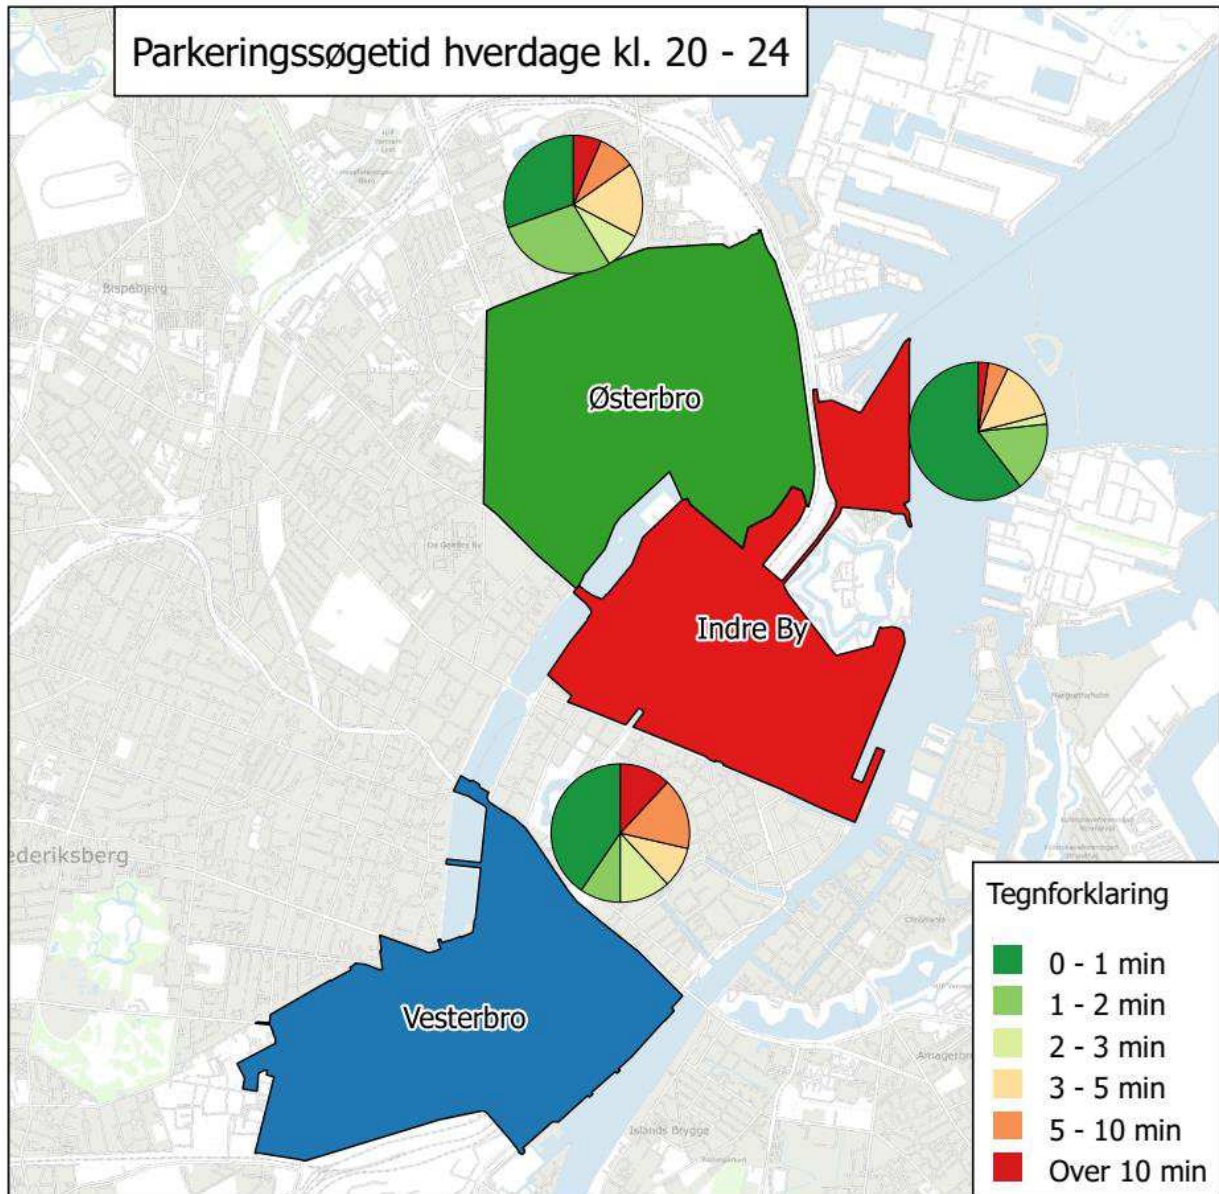 Parkeringssøgetid hverdage kl. 20 - 24
Bispebjerg
Østerbro
Indre By
ederiksberg
Vesterbro
Islands Brygge
Tegnforklaring
0 - 1 min
1 - 2 min
2 - 3 min
3 - 5 min
5 - 10 min
Over 10 min